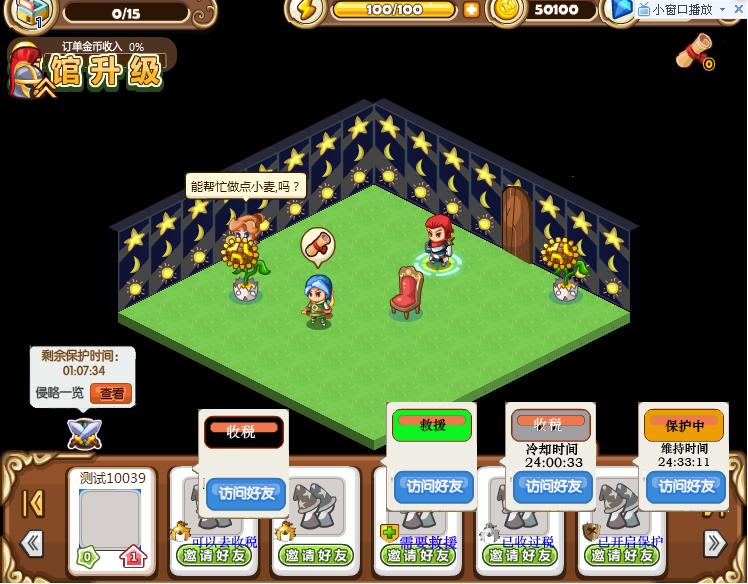 1
0/15
100/100
50100
小窗口播放
订单金币收入 0%
馆升级
0
能帮忙做点小麦,吗?
剩余保护时间:
01:07:34
侵略一览 查看
收税
访问好友
救援
访问好友
收税
冷却时间
24:00:33
访问好友
保护中
维持时间
24:33:11
访问好友
测试10039
0 1
可以去收税
邀请好友
邀请好友
需要救援
邀请好友
已收过税
邀请好友
已开启保护
邀请好友